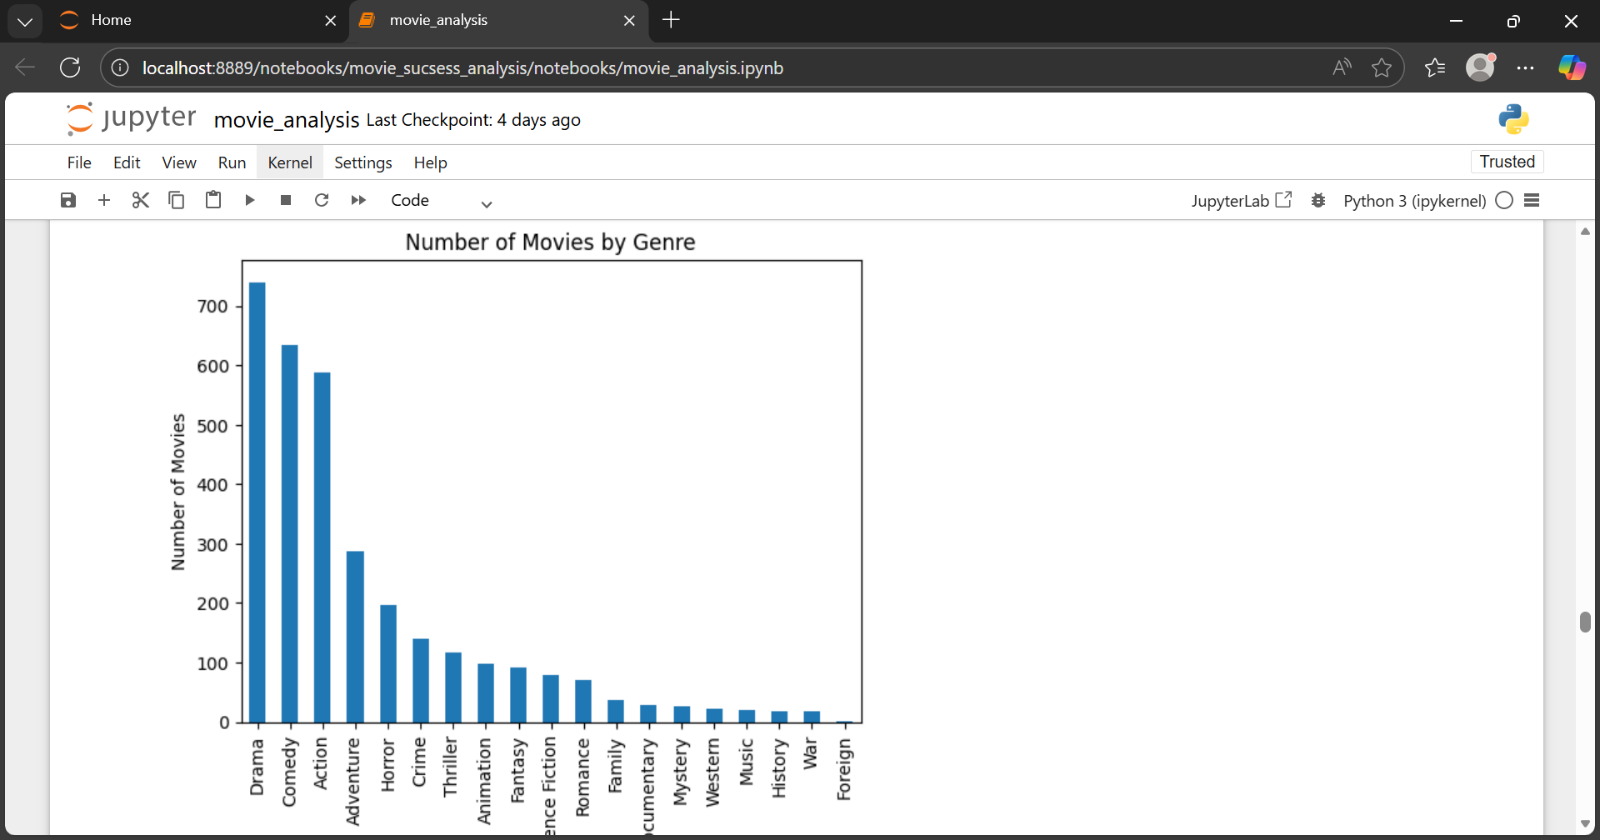 Home
movie_analysis
localhost:8889/notebooks/movie_sucsess_analysis/notebooks/movie_analysis.ipynb
jupyter movie_analysis Last Checkpoint: 4 days ago
File Edit View Run Kernel Settings Help
Trusted
Code
JupyterLab
Python 3 (ipykernel)
Number of Movies by Genre
Number of Movies
700
600
500
400
300
200
100
0
Drama
Comedy
Action
Adventure
Horror
Crime
Thriller
Animation
Fantasy
ence Fiction
Romance
Family
ocumentary
Mystery
Western
Music
History
War
Foreign